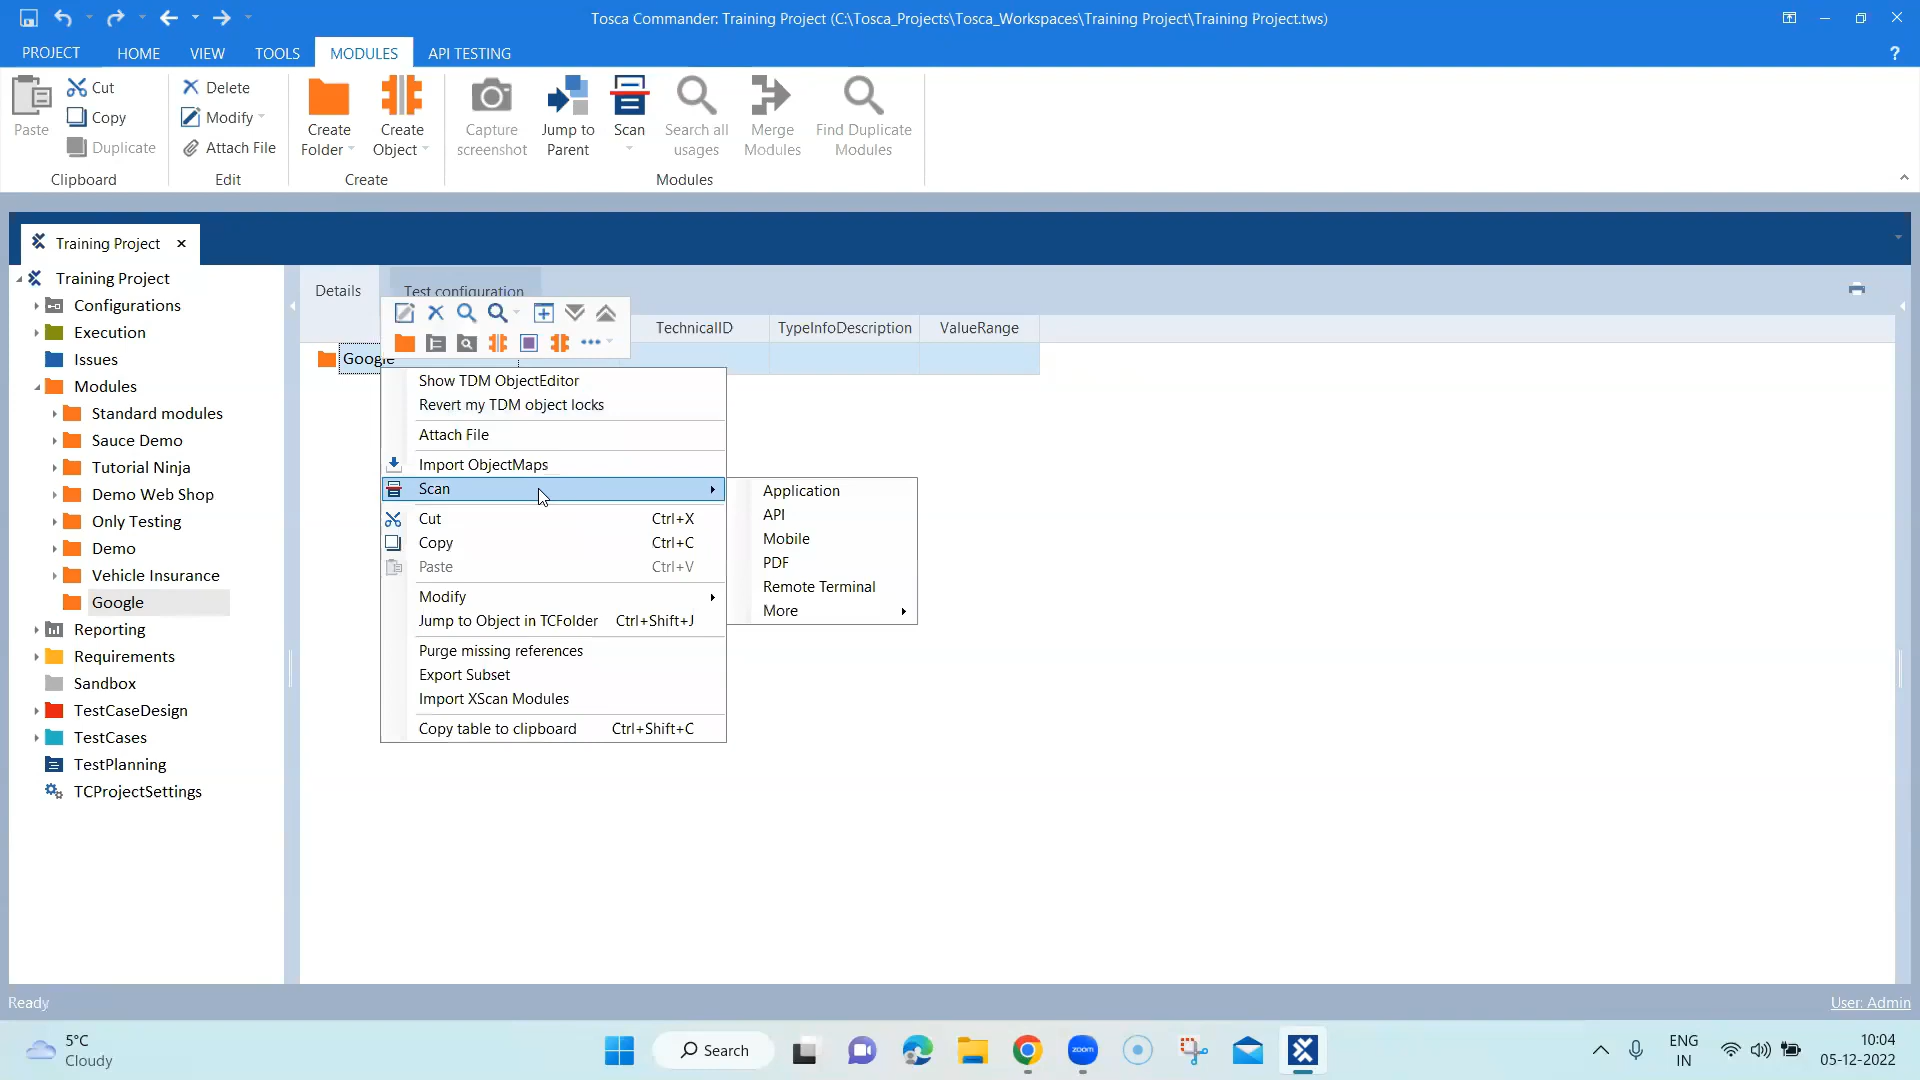 Tosca Commander: Training Project (C:\Tosca_Projects\Tosca_Workspaces\Training Project\Training Project.tws)
PROJECT HOME VIEW TOOLS MODULES API TESTING ?
Paste
Cut
Copy
Duplicate
Clipboard
Delete
Modify
Attach File
Edit
Create Folder
Create Object
Create
Capture screenshot
Jump to Parent
Scan
Search all usages
Merge Modules
Find Duplicate Modules
Modules
Training Project
Training Project
Configurations
Execution
Issues
Modules
Standard modules
Sauce Demo
Tutorial Ninja
Demo Web Shop
Only Testing
Demo
Vehicle Insurance
Google
Reporting
Requirements
Sandbox
TestCaseDesign
TestCases
TestPlanning
TCProjectSettings
Details Test configuration
TechnicalID TypeInfoDescription ValueRange
Google
Show TDM ObjectEditor
Revert my TDM object locks
Attach File
Import ObjectMaps
Scan
Cut Ctrl+X
Copy Ctrl+C
Paste Ctrl+V
Modify
Jump to Object in TCFolder Ctrl+Shift+J
Purge missing references
Export Subset
Import XScan Modules
Copy table to clipboard Ctrl+Shift+C
Application
API
Mobile
PDF
Remote Terminal
More
Ready User: Admin
5°C
Cloudy
Search
zoom
ENG
IN
10:04
05-12-2022